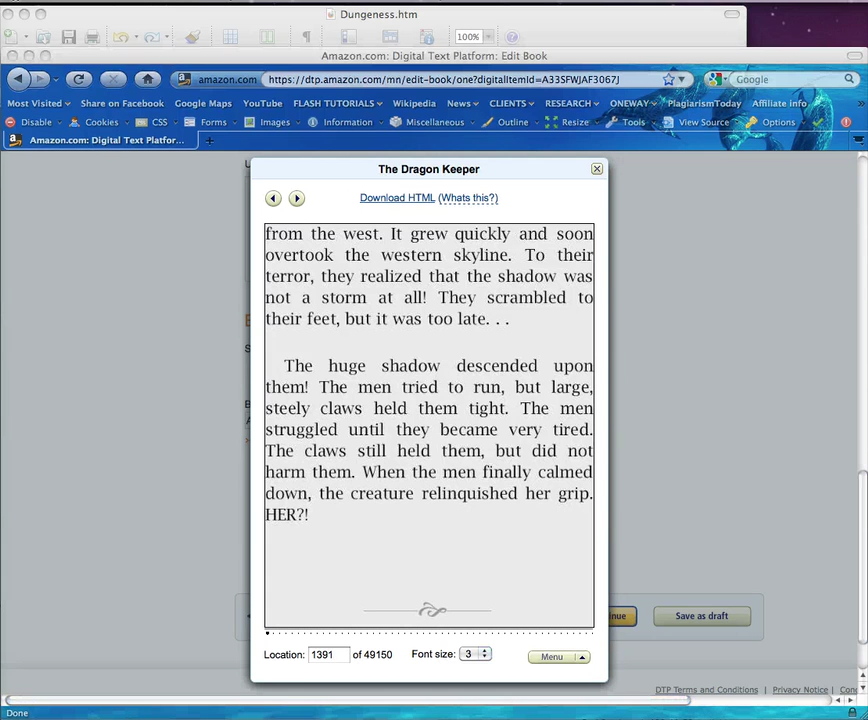 Dungeness.htm
100%
Amazon.com: Digital Text Platform: Edit Book
amazon.com https://dtp.amazon.com/mn/edit-book/one?digitalItemId=A33SFWJAF3067J
Google
Most Visited Share on Facebook Google Maps YouTube FLASH TUTORIALS Wikipedia News CLIENTS RESEARCH ONEWAY PlagiarismToday Affiliate info
Disable Cookies CSS Forms Images Information Miscellaneous Outline Resize Tools View Source Options
Amazon.com: Digital Text Platfor...
The Dragon Keeper
Download HTML (Whats this?)
from the west. It grew quickly and soon
overtook the western skyline. To their
terror, they realized that the shadow was
not a storm at all! They scrambled to
their feet, but it was too late. . .
The huge shadow descended upon
them! The men tried to run, but large,
steely claws held them tight. The men
struggled until they became very tired.
The claws still held them, but did not
harm them. When the men finally calmed
down, the creature relinquished her grip.
HER?!
Save as draft
Location: 1391 of 49150 Font size: 3 Menu
DTP Terms and Conditions | Privacy Notice |
Done